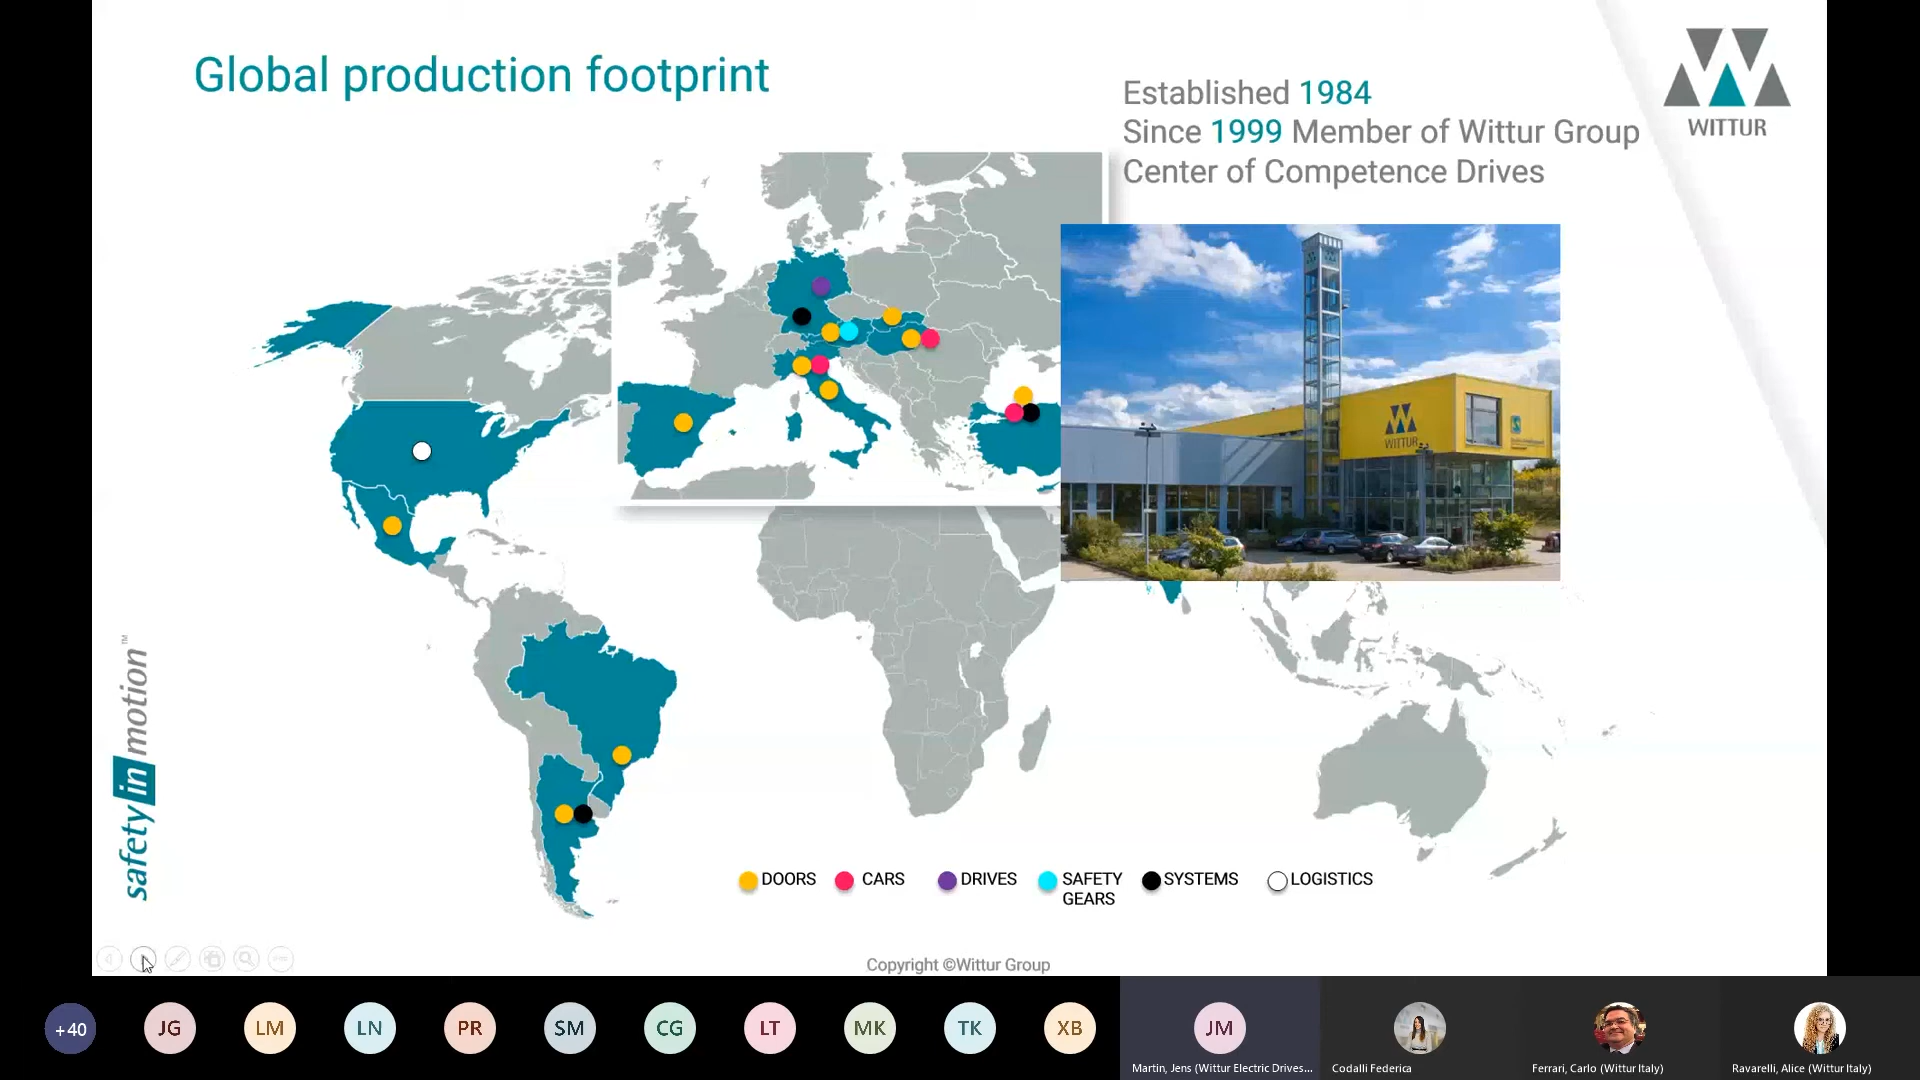 Global production footprint
Established 1984
Since 1999 Member of Wittur Group
Center of Competence Drives
WITTUR
WITTUR
safety in motion™
DOORS
CARS
DRIVES
SAFETY
GEARS
SYSTEMS
LOGISTICS
Copyright ©Wittur Group
+40
JG
LM
LN
PR
SM
CG
LT
MK
TK
XB
JM
Martin, Jens (Wittur Electric Drives...
Codalli Federica
Ferrari, Carlo (Wittur Italy)
Ravarelli, Alice (Wittur Italy)